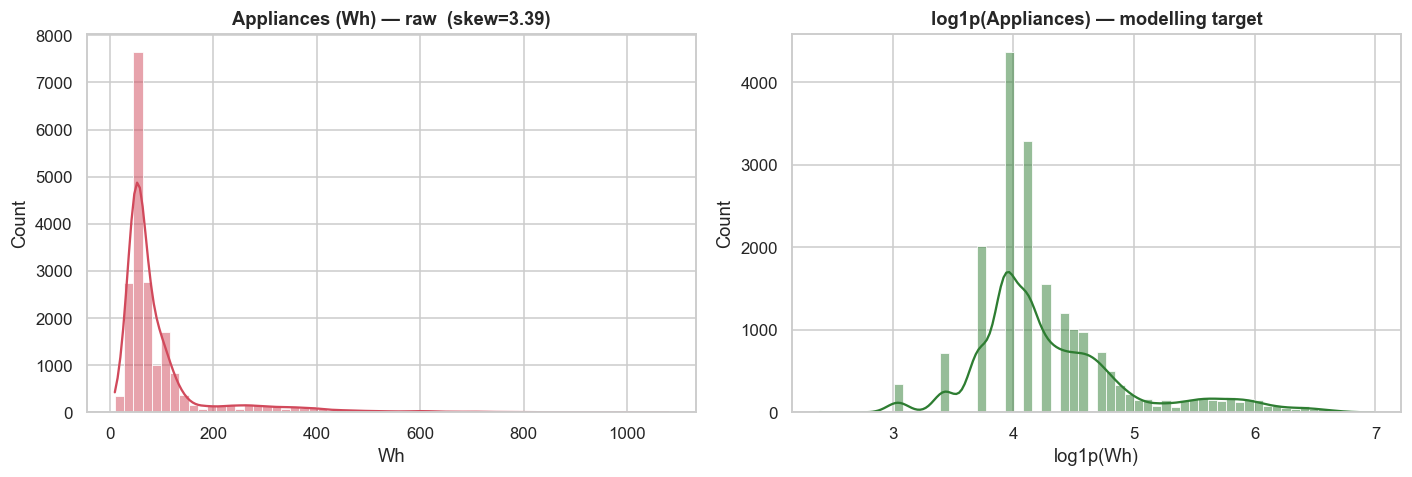 Appliances (Wh) — raw  (skew=3.39)
8000
7000
6000
5000
4000
3000
2000
1000
0
Count
0 200 400 600 800 1000
Wh
log1p(Appliances) — modelling target
4000
3000
2000
1000
0
Count
3 4 5 6 7
log1p(Wh)